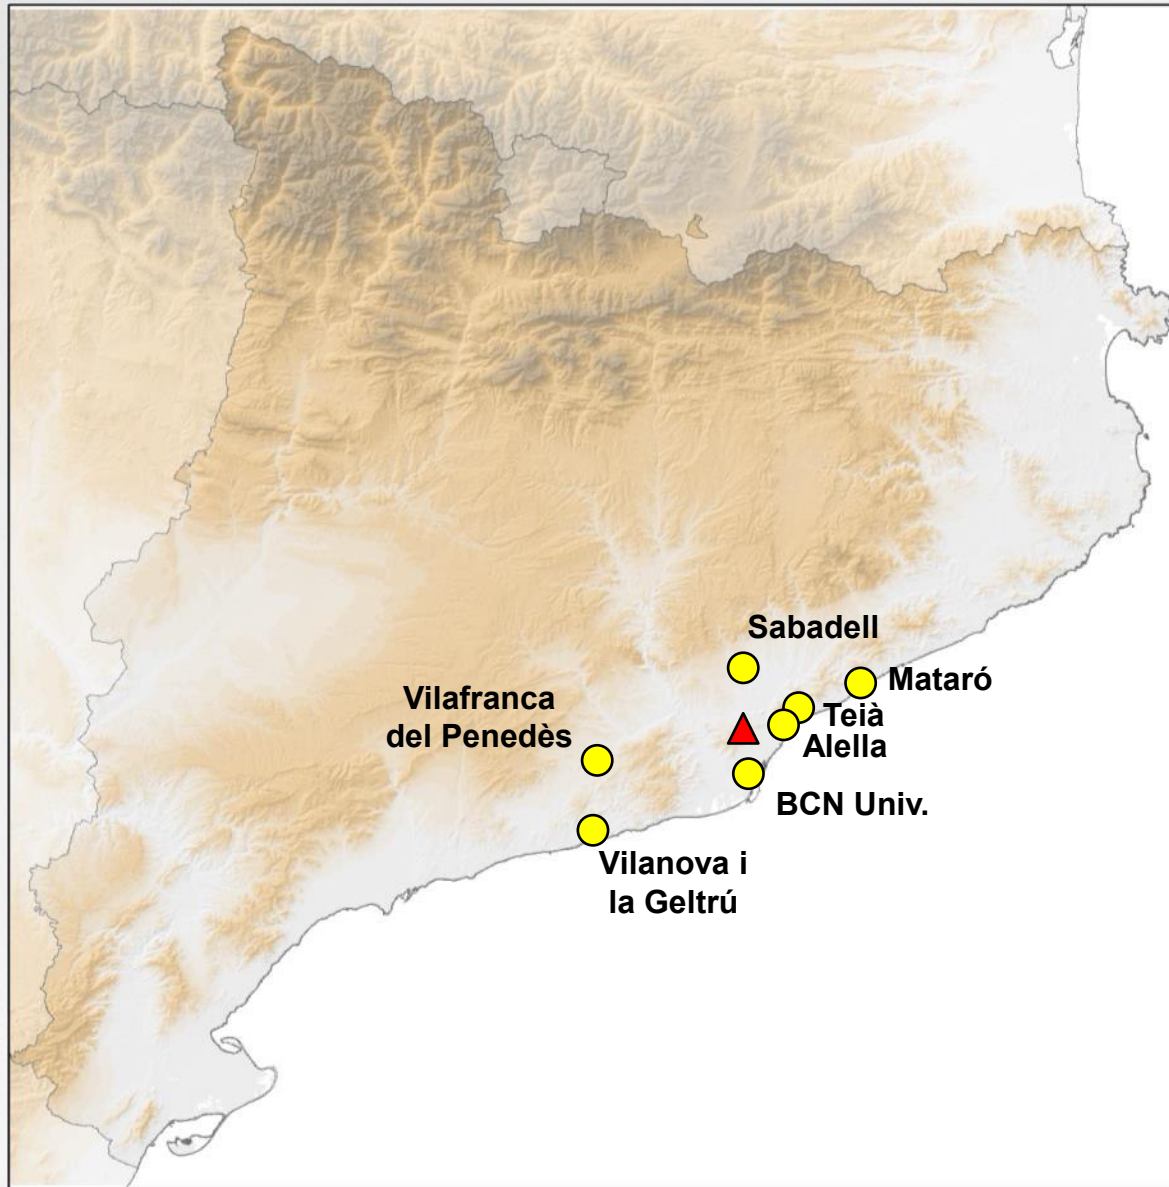 Sabadell
Mataró
Vilafranca
del Penedès
Teià
Alella
BCN Univ.
Vilanova i
la Geltrú